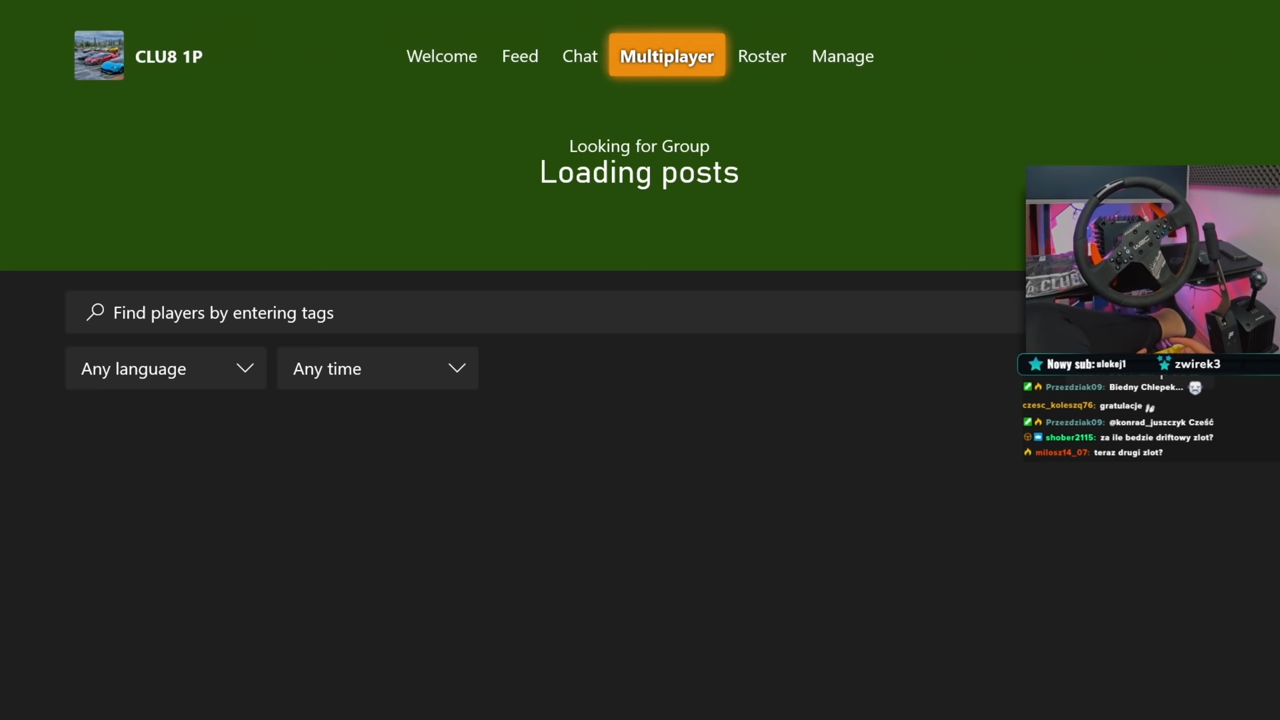 CLU8 1P
Welcome Feed Chat Multiplayer Roster Manage
Looking for Group
Loading posts
Find players by entering tags
Any language Any time
CLUB
Nowy sub: alekej1 zwirek3
Przezdziak09: Biedny Chlepek...
czesc_koleszq76: gratulacje
Przezdziak09: @konrad_juszczyk Cześć
shober2115: za ile bedzie driftowy zlot?
milosz14_07: teraz drugi zlot?